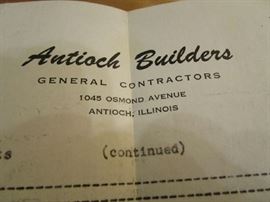 Antioch Builders
GENERAL CONTRACTORS
1045 OSMOND AVENUE
ANTIOCH, ILLINOIS
(continued)